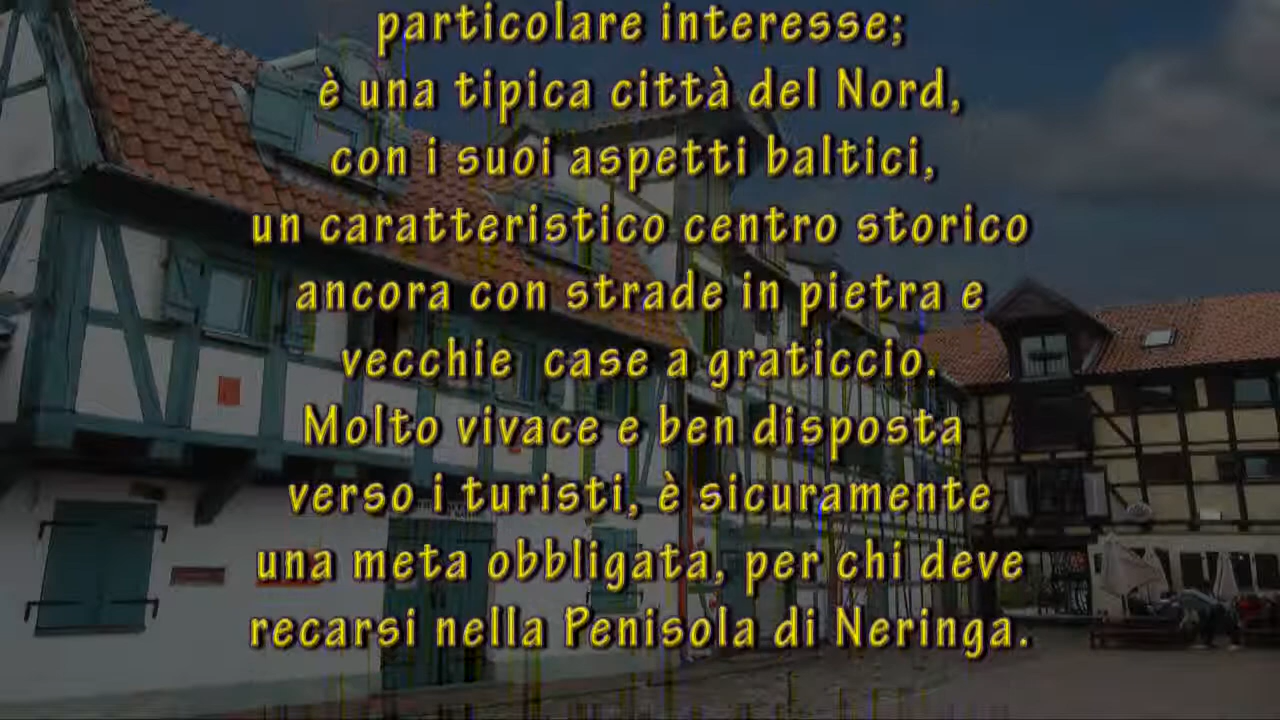 particolare interesse;
è una tipica città del Nord,
con i suoi aspetti baltici,
un caratteristico centro storico
ancora con strade in pietra e
vecchie case a graticcio.
Molto vivace e ben disposta
verso i turisti, è sicuramente
una meta obbligata, per chi deve
recarsi nella Penisola di Neringa.